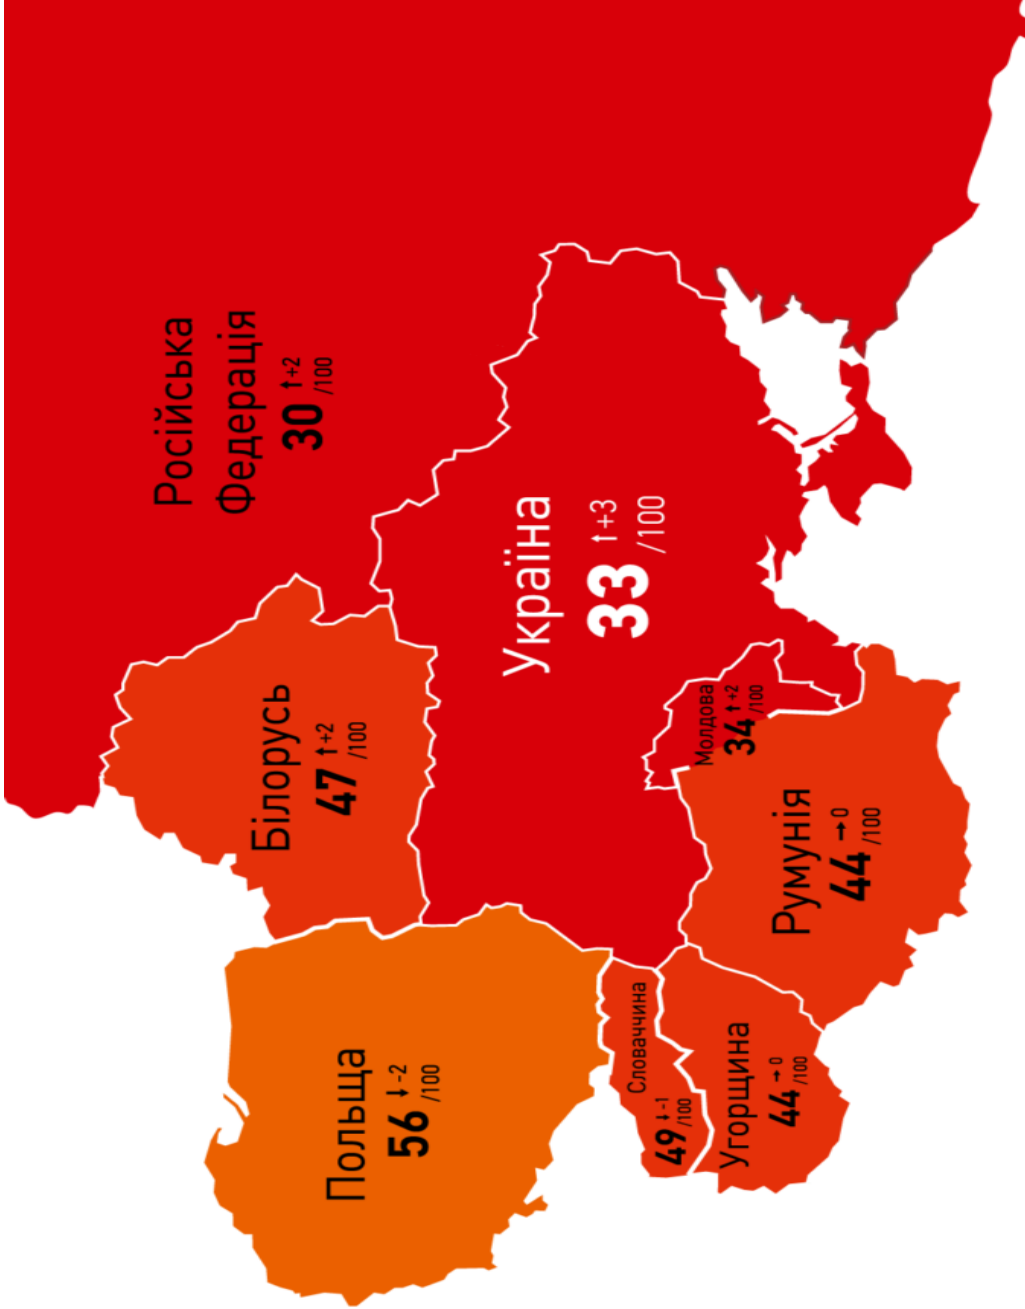 Російська
Федерація
30 ↑+2
/100
Білорусь
47 ↑+2
/100
Україна
33 ↑+3
/100
Польща
56 ↓-2
/100
Словаччина
49 ↓-1
/100
Угорщина
44 →0
/100
Румунія
44 →0
/100
Молдова
34 ↑+2
/100